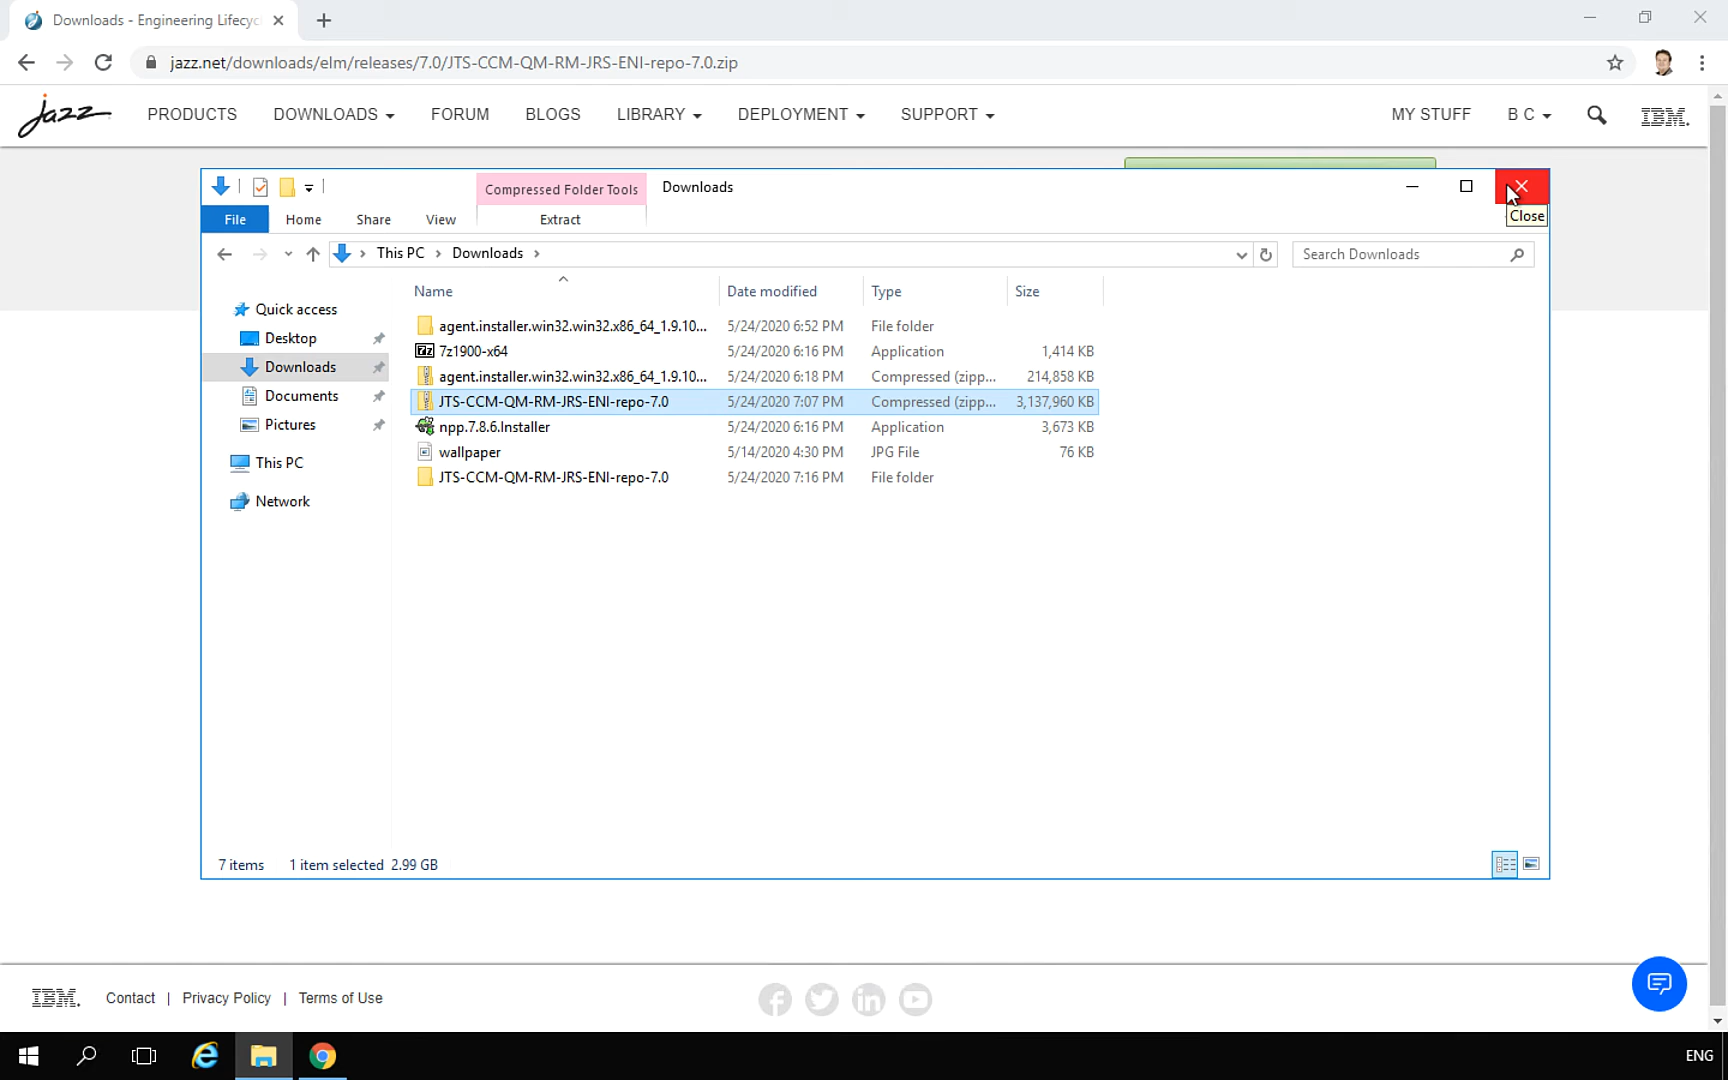 Downloads - Engineering Lifecyc
jazz.net/downloads/elm/releases/7.0/JTS-CCM-QM-RM-JRS-ENI-repo-7.0.zip
jazz PRODUCTS DOWNLOADS FORUM BLOGS LIBRARY DEPLOYMENT SUPPORT MY STUFF B C IBM.
Compressed Folder Tools Downloads
Close
File Home Share View Extract
This PC Downloads Search Downloads
Name Date modified Type Size
Quick access
Desktop
Downloads
Documents
Pictures
This PC
Network
agent.installer.win32.win32.x86_64_1.9.10... 5/24/2020 6:52 PM File folder
7z1900-x64 5/24/2020 6:16 PM Application 1,414 KB
agent.installer.win32.win32.x86_64_1.9.10... 5/24/2020 6:18 PM Compressed (zipp... 214,858 KB
JTS-CCM-QM-RM-JRS-ENI-repo-7.0 5/24/2020 7:07 PM Compressed (zipp... 3,137,960 KB
npp.7.8.6.Installer 5/24/2020 6:16 PM Application 3,673 KB
wallpaper 5/14/2020 4:30 PM JPG File 76 KB
JTS-CCM-QM-RM-JRS-ENI-repo-7.0 5/24/2020 7:16 PM File folder
7 items 1 item selected 2.99 GB
IBM. Contact | Privacy Policy | Terms of Use
ENG